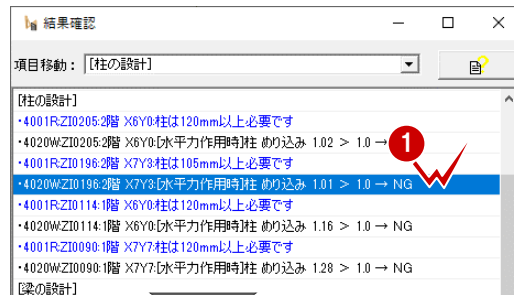 結果確認
項目移動： [柱の設計]
[柱の設計]
・4001R:ZI0205:2階 X6Y0:柱は120mm以上必要です
・4020W:ZI0205:2階 X6Y0:[水平力作用時]柱 めり込み 1.02 > 1.0 →
・4001R:ZI0196:2階 X7Y3:柱は105mm以上必要です
・4020W:ZI0196:2階 X7Y3:[水平力作用時]柱 めり込み 1.01 > 1.0 → NG
・4001R:ZI0114:1階 X6Y0:柱は120mm以上必要です
・4020W:ZI0114:1階 X6Y0:[水平力作用時]柱 めり込み 1.16 > 1.0 → NG
・4001R:ZI0090:1階 X7Y7:柱は120mm以上必要です
・4020W:ZI0090:1階 X7Y7:[水平力作用時]柱 めり込み 1.28 > 1.0 → NG
[梁の設計]
1